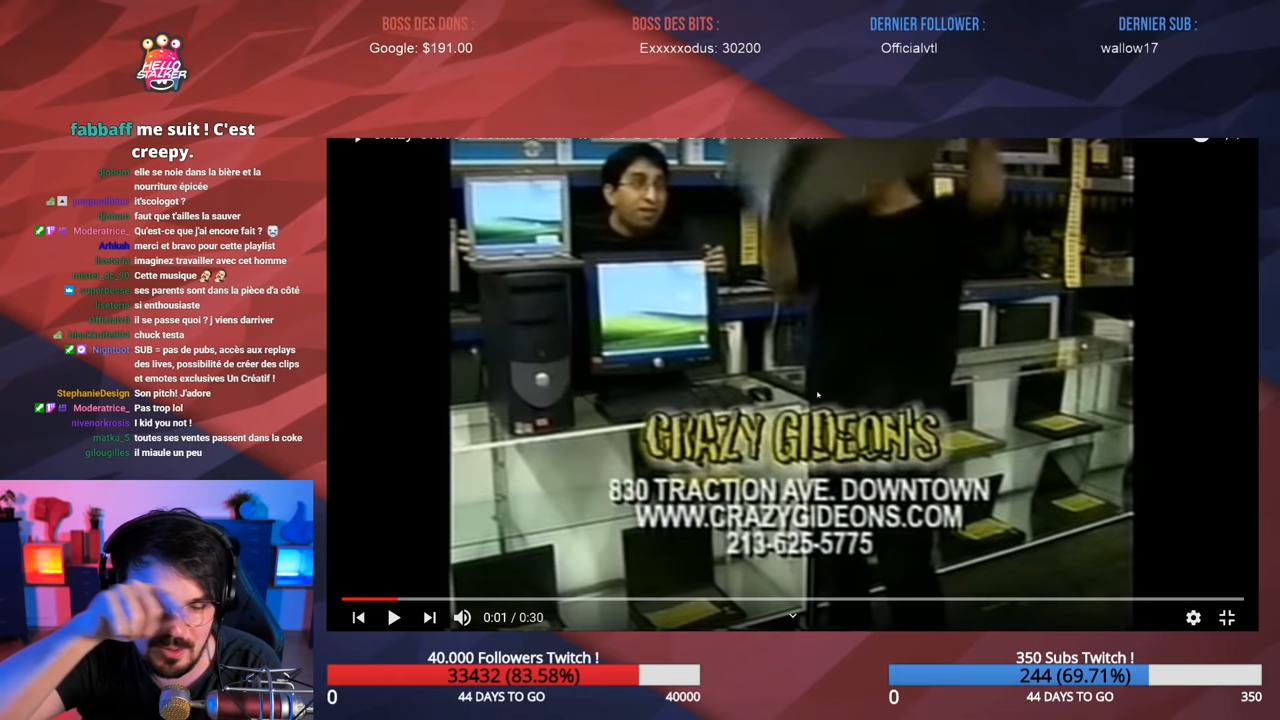 BOSS DES DONS :
Google: $191.00
BOSS DES BITS :
Exxxxxodus: 30200
DERNIER FOLLOWER :
Officialvtl
DERNIER SUB :
wallow17
HELLO
STALKER
fabbaff me suit ! C'est
creepy.
djobum elle se noie dans la bière et la
nourriture épicée
it'scologot ?
djobum faut que t'ailles la sauver
Moderatrice_ Qu'est-ce que j'ai encore fait ?
Arhkah merci et bravo pour cette playlist
liseteria imaginez travailler avec cet homme
Cette musique
ses parents sont dans la pièce d'a côté
liseteria si enthousiaste
Officialvtl il se passe quoi ? j viens darriver
chuck testa
Nightbot SUB = pas de pubs, accès aux replays
des lives, possibilité de créer des clips
et emotes exclusives Un Créatif !
StephanieDesign Son pitch! J'adore
Moderatrice_ Pas trop lol
nivenorkrosis I kid you not !
matka_5 toutes ses ventes passent dans la coke
gilougilles il miaule un peu
CRAZY GIDEON'S
830 TRACTION AVE. DOWNTOWN
WWW.CRAZYGIDEONS.COM
213-625-5775
0:01 / 0:30
40.000 Followers Twitch !
33432 (83.58%)
0 44 DAYS TO GO 40000
350 Subs Twitch !
244 (69.71%)
0 44 DAYS TO GO 350